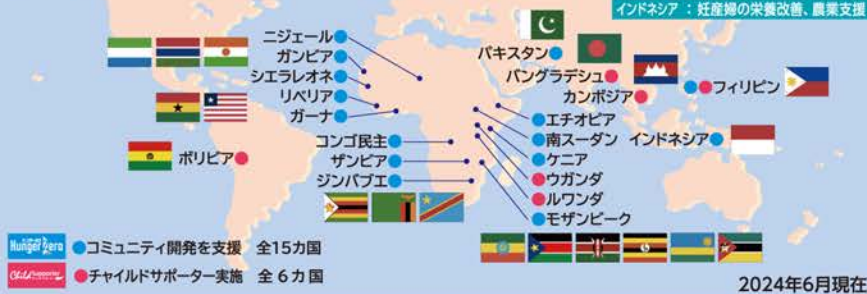 インドネシア：妊産婦の栄養改善、農業支援
ニジェール
ガンビア
シエラレオネ
リベリア
ガーナ
コンゴ民主
ザンビア
ジンバブエ
ボリビア
パキスタン
バングラデシュ
カンボジア
フィリピン
エチオピア
南スーダン
インドネシア
ケニア
ウガンダ
ルワンダ
モザンビーク
Hunger Zero
コミュニティ開発を支援 全15カ国
Child Supporter
チャイルドサポーター実施 全6カ国
2024年6月現在